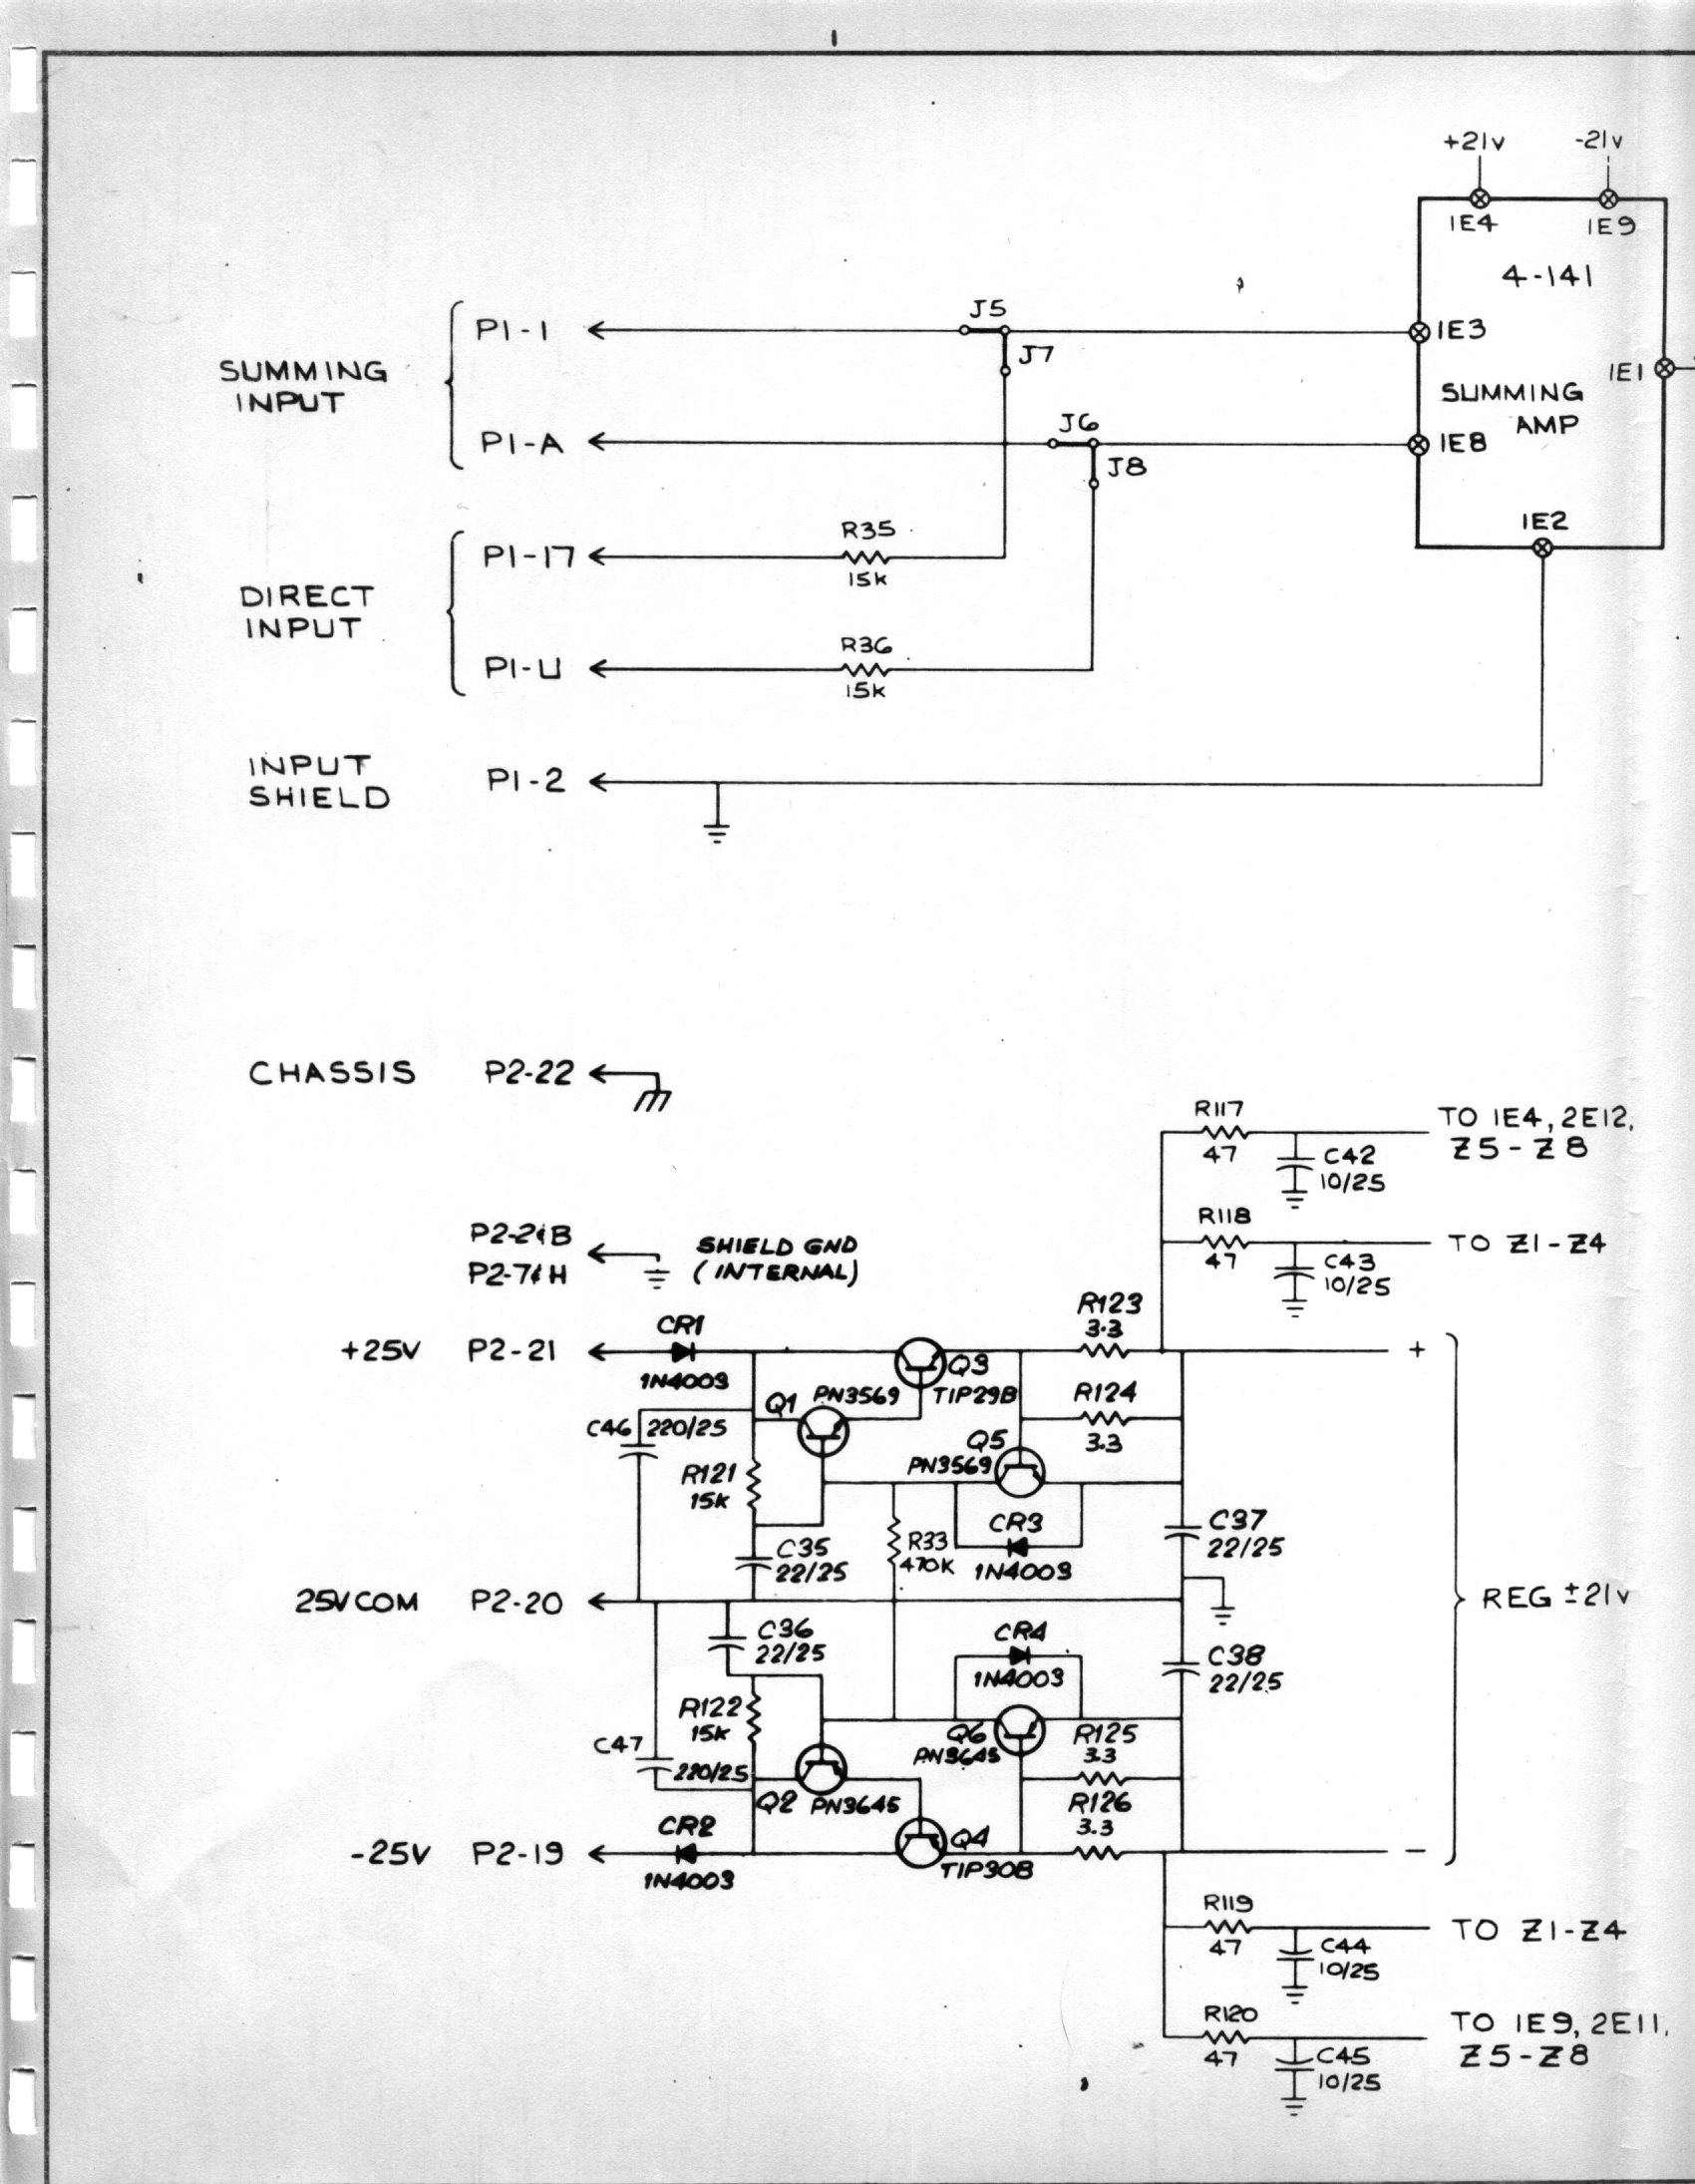 1
+21V -21V
1E4 1E9
4-141
J5
P1-1 1E3
J7
SUMMING
INPUT
1E1
SUMMING
AMP
J6
P1-A 1E8
J8
1E2
R35
P1-17
15K
DIRECT
INPUT
R36
P1-U
15K
INPUT
SHIELD
P1-2
CHASSIS P2-22
R117
47
C42
10/25
TO 1E4, 2E12,
Z5-Z8
R118
47
C43
10/25
TO Z1-Z4
P2-2&B
P2-7&H
SHIELD GND
(INTERNAL)
+25V P2-21
CR1
1N4003
Q3
TIP29B
R123
3.3
+
Q1
PN3569
R124
3.3
C46 220/25
Q5
PN3569
R121
15K
CR3
1N4003
R33
470K
C35
22/25
C37
22/25
25V COM P2-20
REG ±21V
C36
22/25
CR4
1N4003
C38
22/25
R122
15K
Q6
PN3645
R125
3.3
C47
220/25
Q2 PN3645
R126
3.3
-25V P2-19
CR2
1N4003
Q4
TIP30B
-
R119
47
C44
10/25
TO Z1-Z4
R120
47
C45
10/25
TO 1E9, 2E11,
Z5-Z8